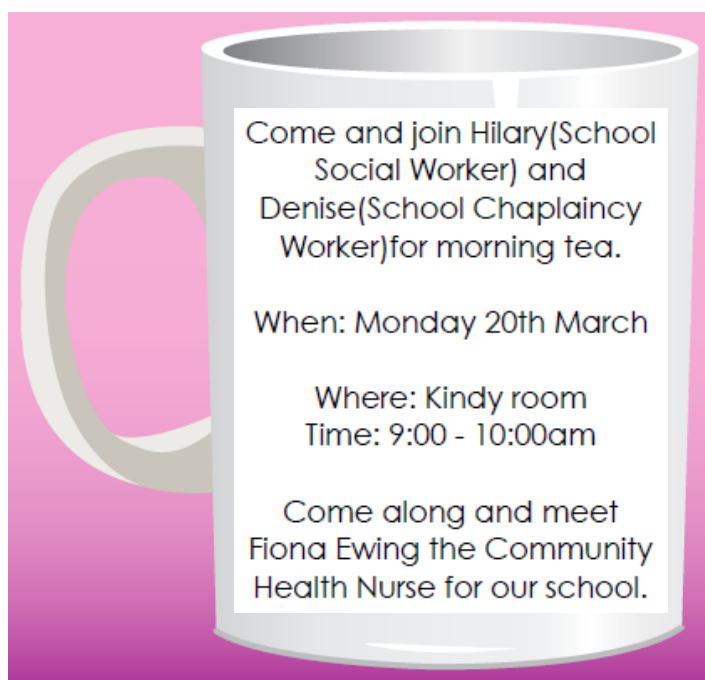 Come and join Hilary(School
Social Worker) and
Denise(School Chaplaincy
Worker)for morning tea.
When: Monday 20th March
Where: Kindy room
Time: 9:00 - 10:00am
Come along and meet
Fiona Ewing the Community
Health Nurse for our school.